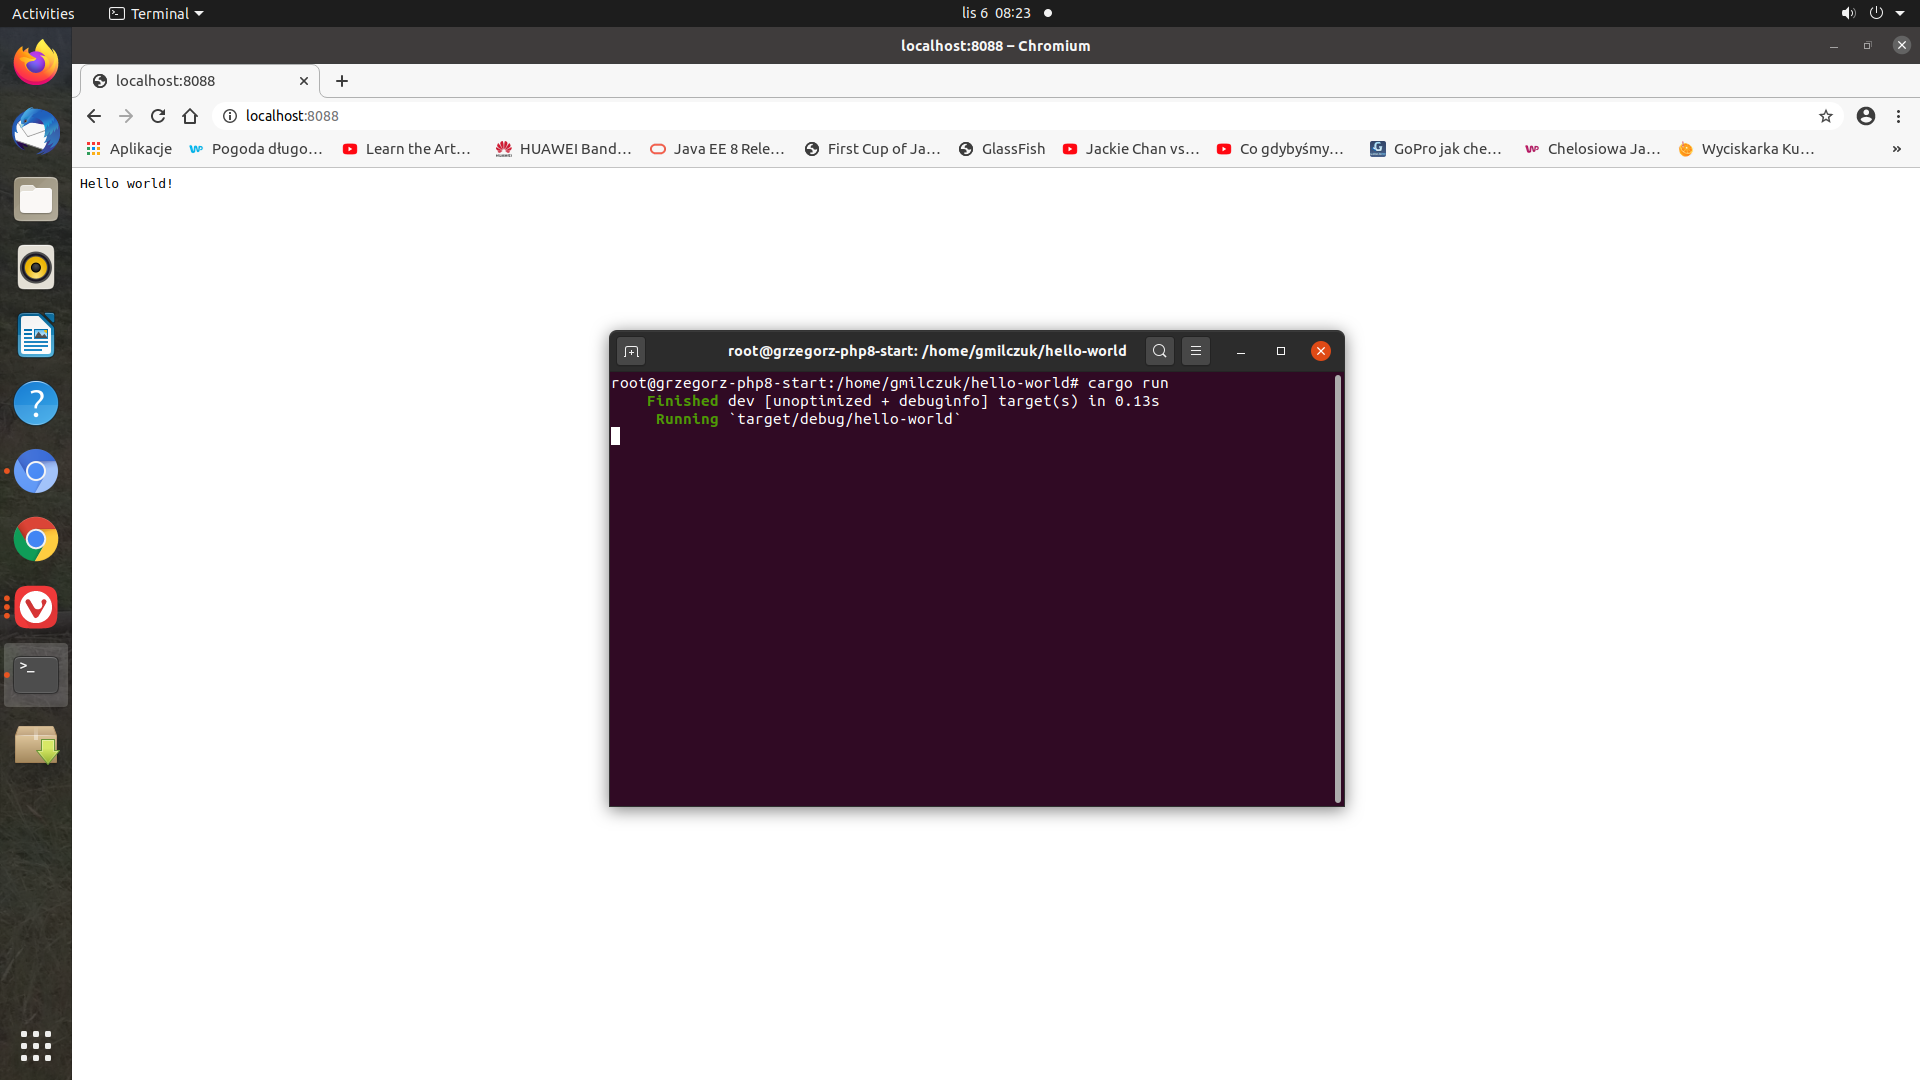 Activities
Terminal
lis 6 08:23
localhost:8088 – Chromium
localhost:8088
localhost:8088
Aplikacje
Pogoda długo…
Learn the Art…
HUAWEI Band…
Java EE 8 Rele…
First Cup of Ja…
GlassFish
Jackie Chan vs…
Co gdybyśmy…
GoPro jak che…
Chelosiowa Ja…
Wyciskarka Ku…
»
Hello world!
root@grzegorz-php8-start: /home/gmilczuk/hello-world
root@grzegorz-php8-start:/home/gmilczuk/hello-world# cargo run
Finished dev [unoptimized + debuginfo] target(s) in 0.13s
Running `target/debug/hello-world`